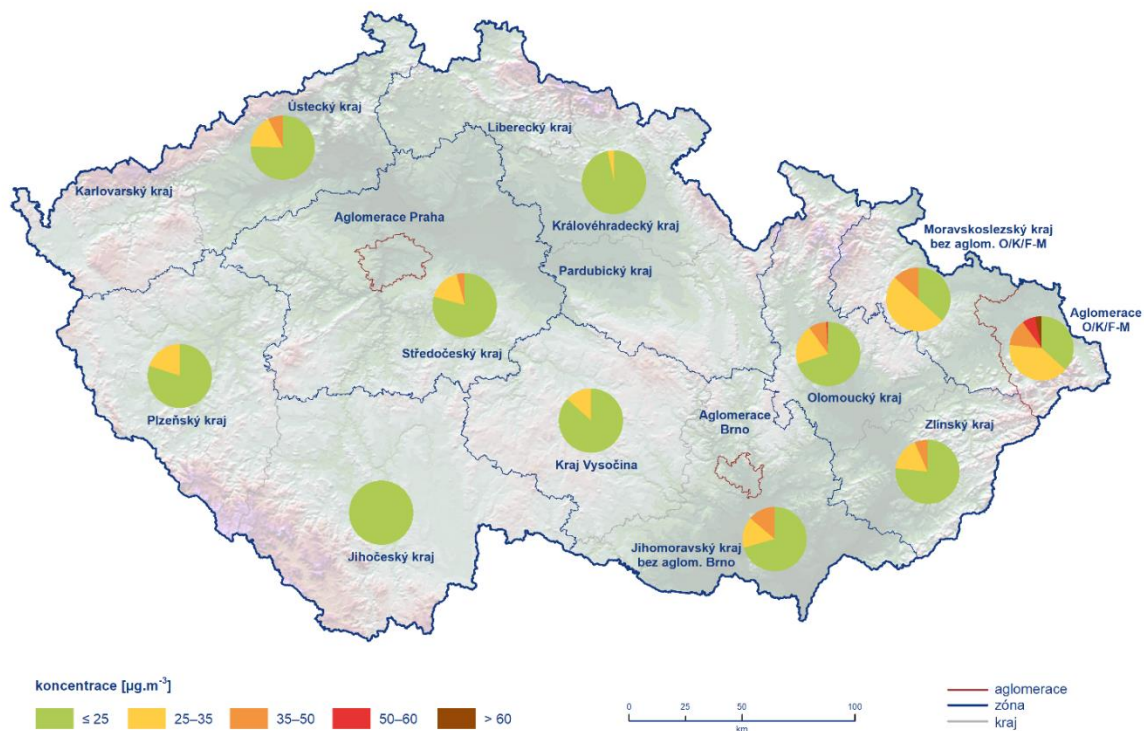 Ústecký kraj
Liberecký kraj
Karlovarský kraj
Aglomerace Praha
Královéhradecký kraj
Moravskoslezský kraj
bez aglom. O/K/F-M
Pardubický kraj
Aglomerace
O/K/F-M
Středočeský kraj
Plzeňský kraj
Olomoucký kraj
Aglomerace
Brno
Zlínský kraj
Kraj Vysočina
Jihomoravský kraj
bez aglom. Brno
Jihočeský kraj
koncentrace [µg.m⁻³]
≤ 25
25–35
35–50
50–60
> 60
0 25 50 100
km
aglomerace
zóna
kraj